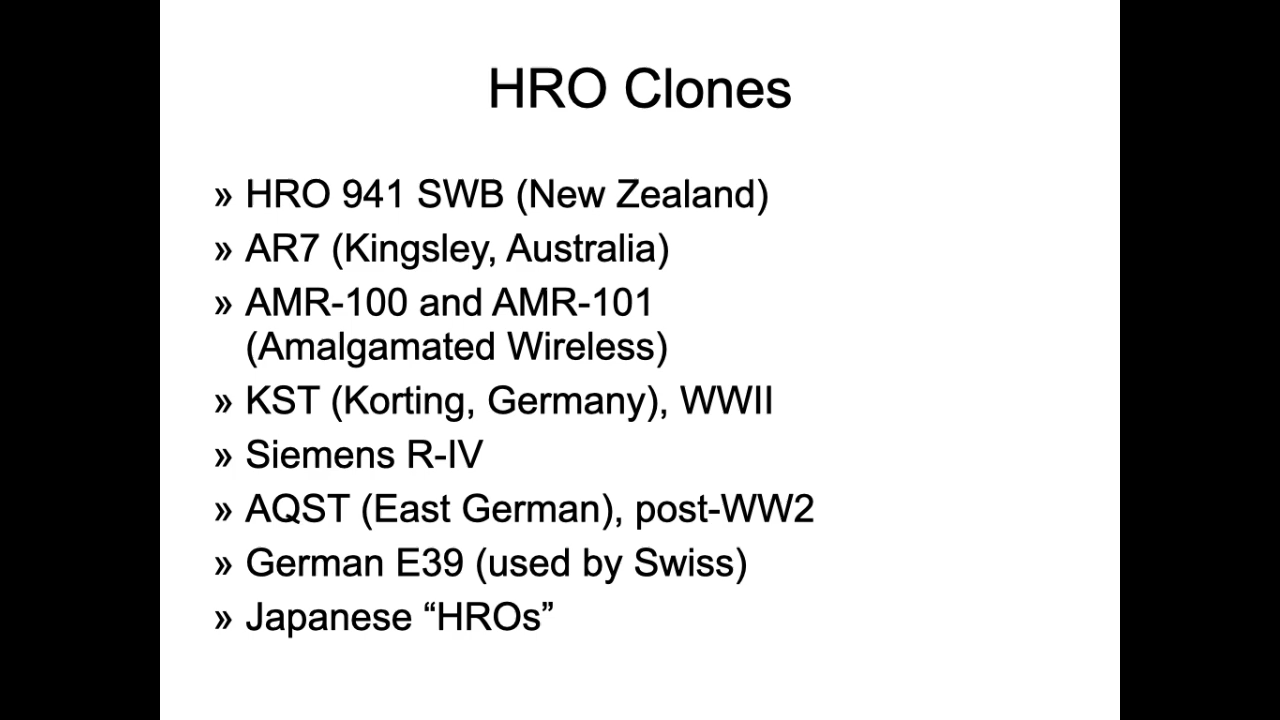 HRO Clones
» HRO 941 SWB (New Zealand)
» AR7 (Kingsley, Australia)
» AMR-100 and AMR-101
(Amalgamated Wireless)
» KST (Korting, Germany), WWII
» Siemens R-IV
» AQST (East German), post-WW2
» German E39 (used by Swiss)
» Japanese “HROs”